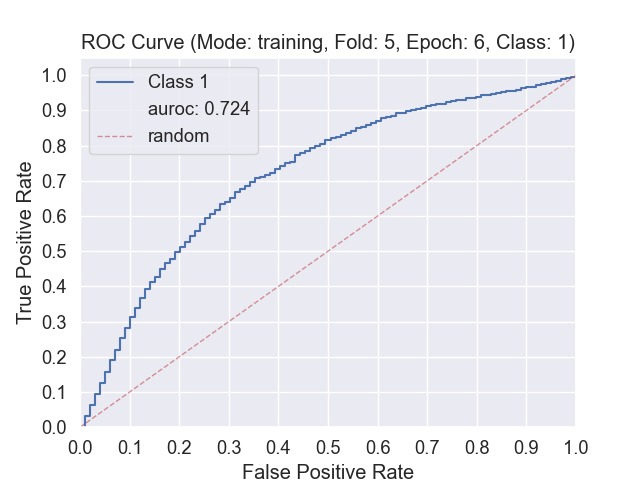 ROC Curve (Mode: training, Fold: 5, Epoch: 6, Class: 1)
Class 1
auroc: 0.724
random
True Positive Rate
1.0
0.9
0.8
0.7
0.6
0.5
0.4
0.3
0.2
0.1
0.0
0.0 0.1 0.2 0.3 0.4 0.5 0.6 0.7 0.8 0.9 1.0
False Positive Rate